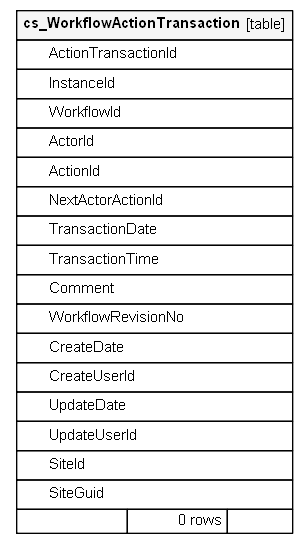 cs_WorkflowActionTransaction [table]
ActionTransactionId
InstanceId
WorkflowId
ActorId
ActionId
NextActorActionId
TransactionDate
TransactionTime
Comment
WorkflowRevisionNo
CreateDate
CreateUserId
UpdateDate
UpdateUserId
SiteId
SiteGuid
0 rows